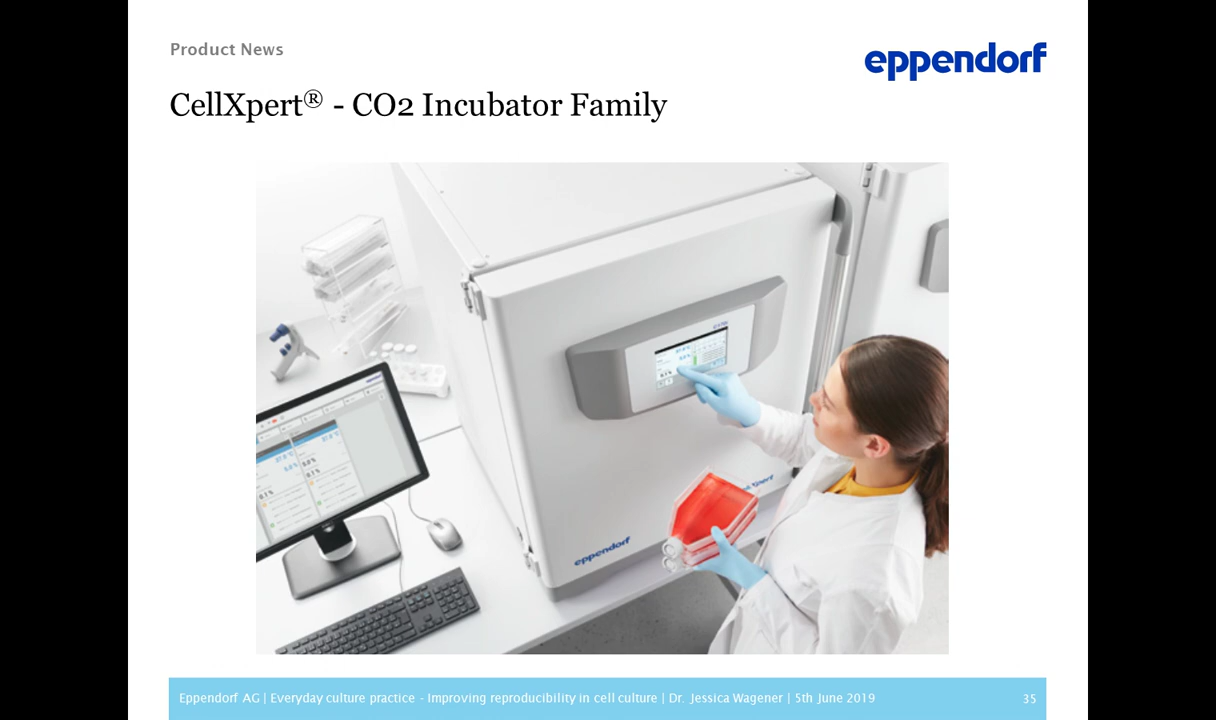 Product News
eppendorf
CellXpert® - CO2 Incubator Family
eppendorf
Eppendorf AG | Everyday culture practice - Improving reproducibility in cell culture | Dr. Jessica Wagener | 5th June 2019
35